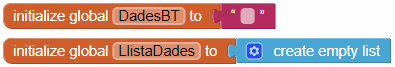 initialize global DadesBT to “ ”
initialize global LlistaDades to create empty list